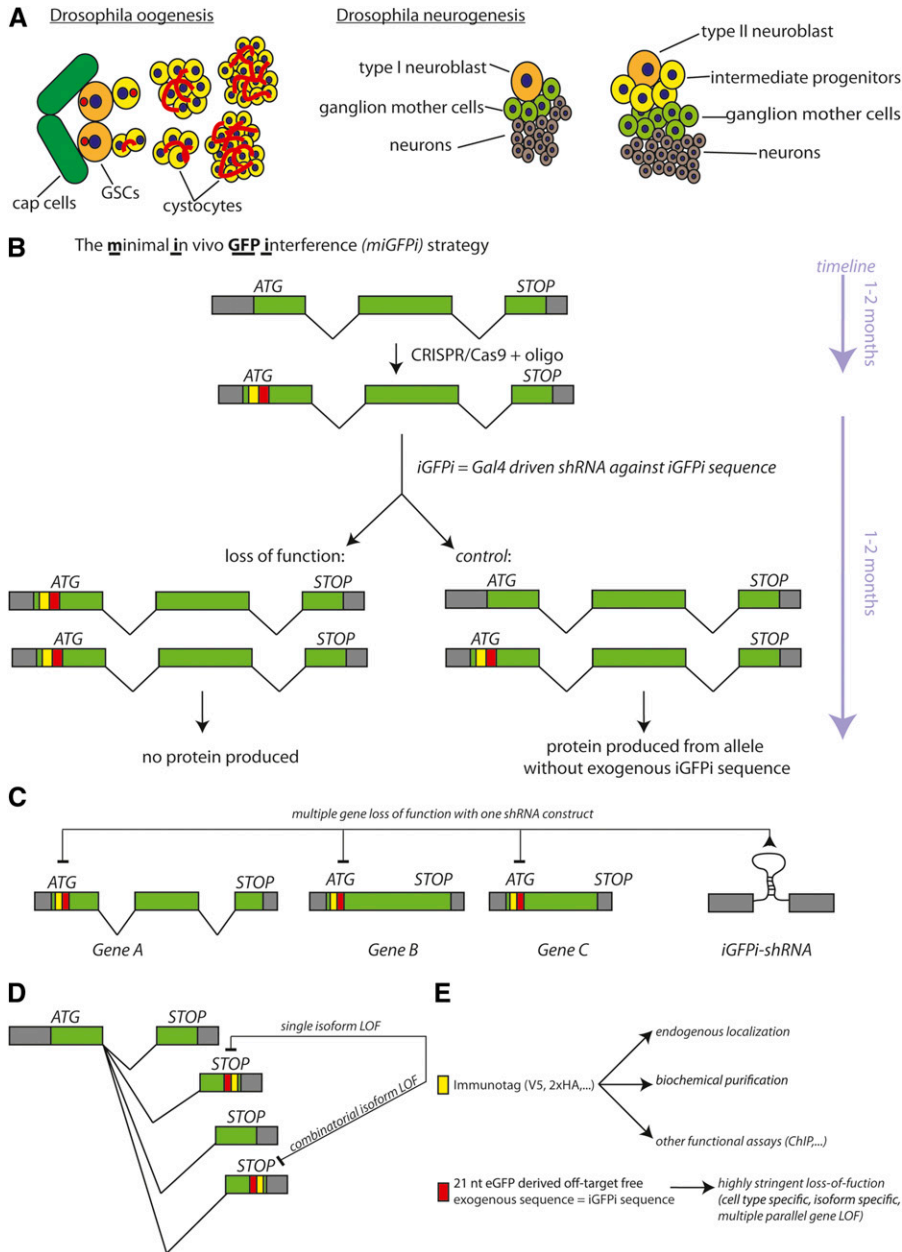 A
Drosophila oogenesis
cap cells
GSCs
cystocytes
Drosophila neurogenesis
type I neuroblast
ganglion mother cells
neurons
type II neuroblast
intermediate progenitors
ganglion mother cells
neurons
B
The minimal in vivo GFP interference (miGFPi) strategy
timeline
1-2 months
ATG
STOP
CRISPR/Cas9 + oligo
ATG
STOP
iGFPi = Gal4 driven shRNA against iGFPi sequence
1-2 months
loss of function:
ATG
STOP
ATG
STOP
no protein produced
control:
ATG
STOP
ATG
STOP
protein produced from allele
without exogenous iGFPi sequence
C
multiple gene loss of function with one shRNA construct
ATG
STOP
Gene A
ATG
STOP
Gene B
ATG
STOP
Gene C
iGFPi-shRNA
D
ATG
STOP
single isoform LOF
STOP
combinatorial isoform LOF
STOP
STOP
E
Immunotag (V5, 2xHA,...)
endogenous localization
biochemical purification
other functional assays (ChIP,...)
21 nt eGFP derived off-target free
exogenous sequence = iGFPi sequence
highly stringent loss-of-fuction
(cell type specific, isoform specific,
multiple parallel gene LOF)